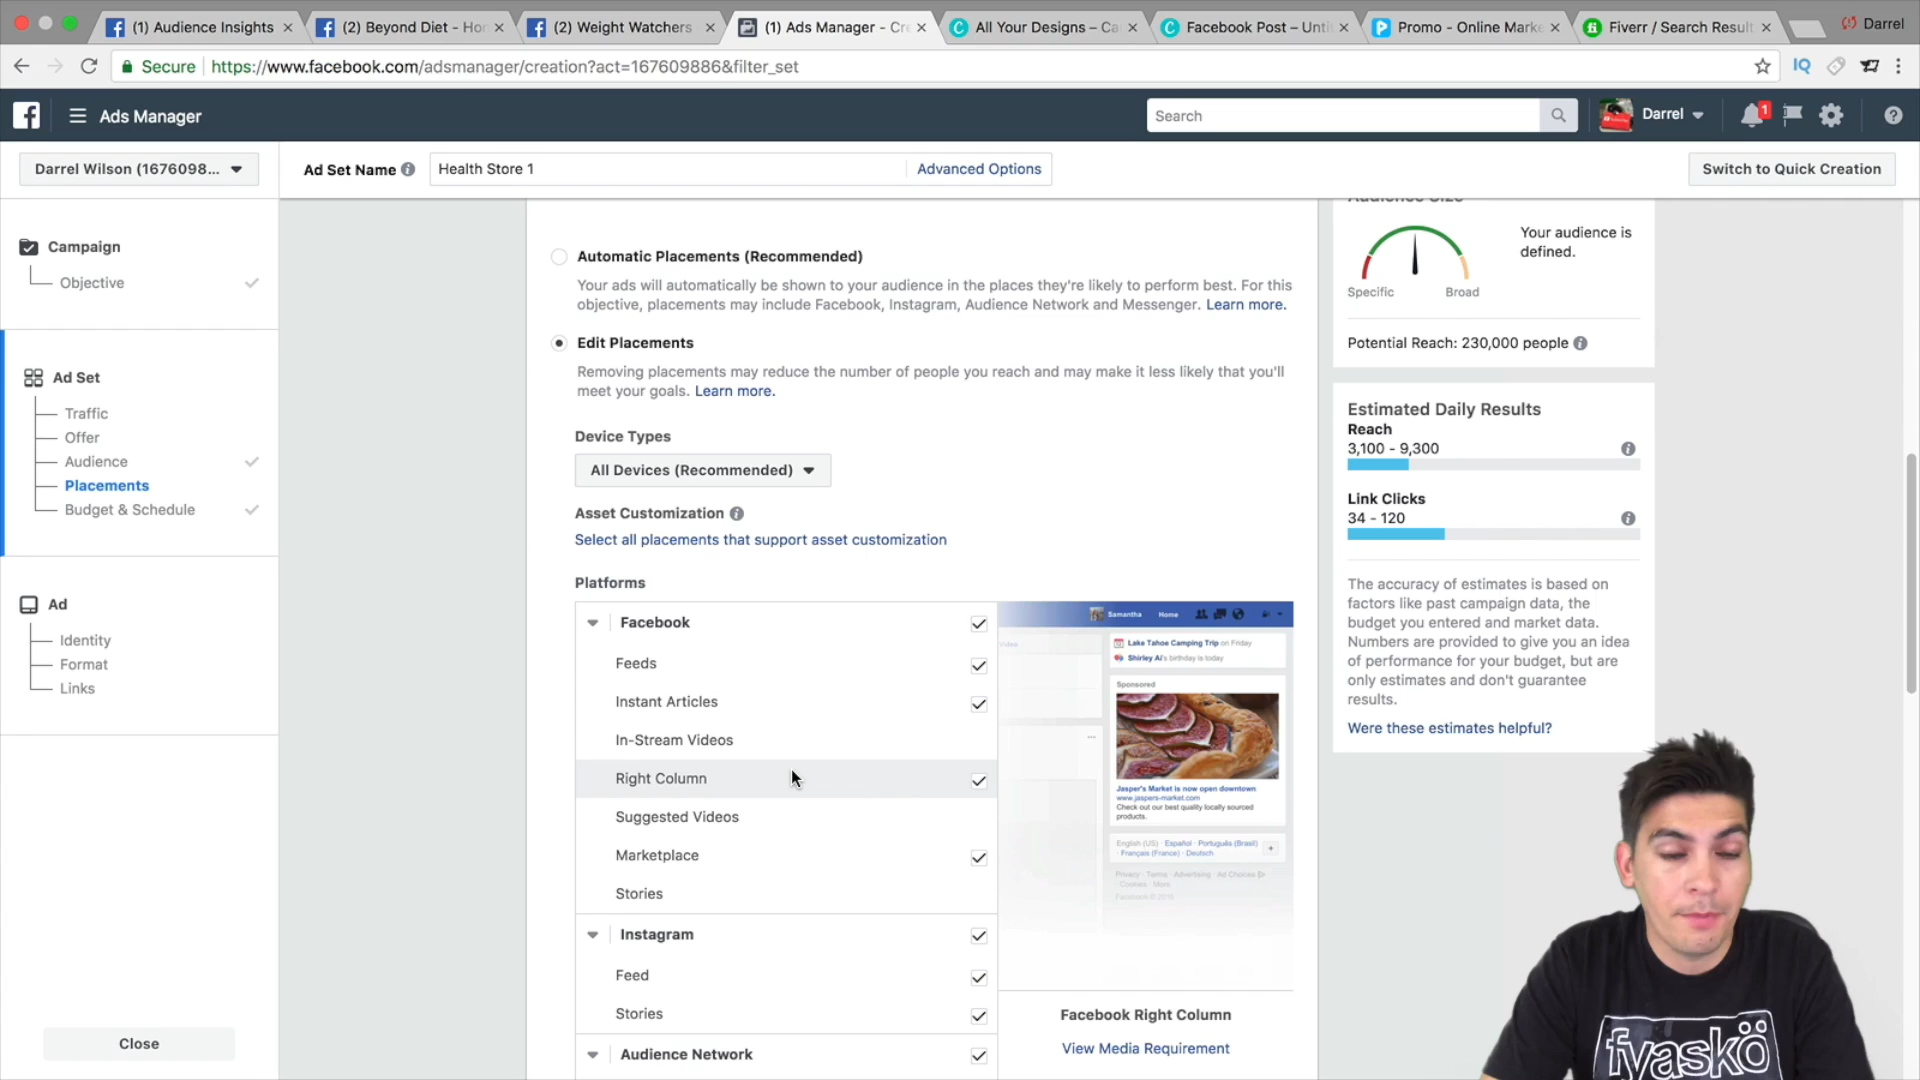 (1) Audience Insights
(2) Beyond Diet - Hon
(2) Weight Watchers
(1) Ads Manager - Cre
All Your Designs – Ca
Facebook Post – Unti
Promo - Online Marke
Fiverr / Search Result
Darrel
Secure
https://www.facebook.com/adsmanager/creation?act=167609886&filter_set
IQ
Ads Manager
Search
Darrel
1
Darrel Wilson (1676098...
Ad Set Name
Health Store 1
Advanced Options
Switch to Quick Creation
Campaign
Objective
Ad Set
Traffic
Offer
Audience
Placements
Budget & Schedule
Ad
Identity
Format
Links
Close
Automatic Placements (Recommended)
Your ads will automatically be shown to your audience in the places they're likely to perform best. For this
objective, placements may include Facebook, Instagram, Audience Network and Messenger. Learn more.
Edit Placements
Removing placements may reduce the number of people you reach and may make it less likely that you'll
meet your goals. Learn more.
Device Types
All Devices (Recommended)
Asset Customization
Select all placements that support asset customization
Platforms
Facebook
Feeds
Instant Articles
In-Stream Videos
Right Column
Suggested Videos
Marketplace
Stories
Instagram
Feed
Stories
Audience Network
Samantha
Home
Lake Tahoe Camping Trip on Friday
Shirley Ai's birthday is today
Sponsored
Jasper's Market is now open downtown
www.jaspers-market.com
Check out our best quality locally sourced
products.
English (US) · Español · Português (Brasil)
· Français (France) · Deutsch
Privacy · Terms · Advertising · Ad Choices
· Cookies · More
Facebook © 2016
Facebook Right Column
View Media Requirement
Audience Size
Your audience is
defined.
Specific
Broad
Potential Reach: 230,000 people
Estimated Daily Results
Reach
3,100 - 9,300
Link Clicks
34 - 120
The accuracy of estimates is based on
factors like past campaign data, the
budget you entered and market data.
Numbers are provided to give you an idea
of performance for your budget, but are
only estimates and don't guarantee
results.
Were these estimates helpful?
fyaskö